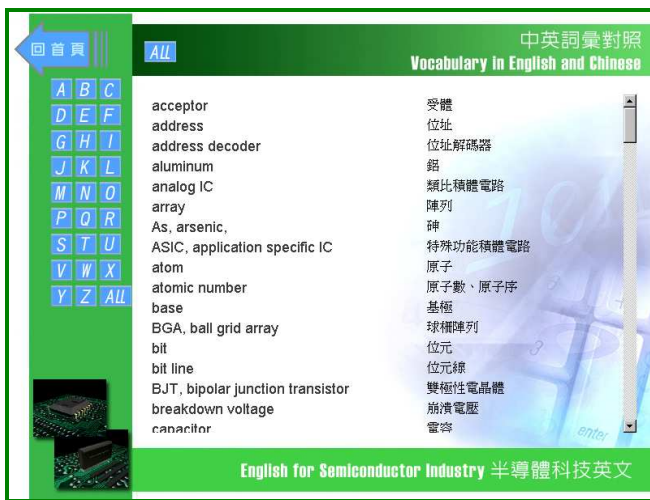 回首頁
ALL
中英詞彙對照
Vocabulary in English and Chinese
A B C
D E F
G H I
J K L
M N O
P Q R
S T U
V W X
Y Z ALL
acceptor 受體
address 位址
address decoder 位址解碼器
aluminum 鋁
analog IC 類比積體電路
array 陣列
As, arsenic, 砷
ASIC, application specific IC 特殊功能積體電路
atom 原子
atomic number 原子數、原子序
base 基極
BGA, ball grid array 球柵陣列
bit 位元
bit line 位元線
BJT, bipolar junction transistor 雙極性電晶體
breakdown voltage 崩潰電壓
capacitor 電容
enter
English for Semiconductor Industry 半導體科技英文